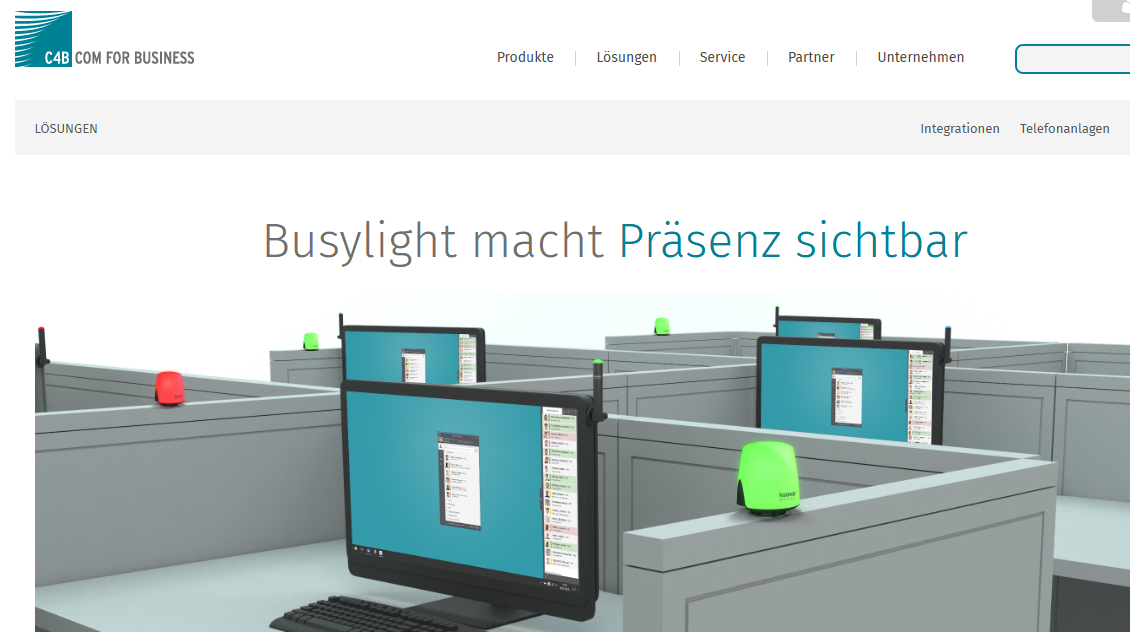 C4B COM FOR BUSINESS
Produkte Lösungen Service Partner Unternehmen
LÖSUNGEN
Integrationen Telefonanlagen
Busylight macht Präsenz sichtbar